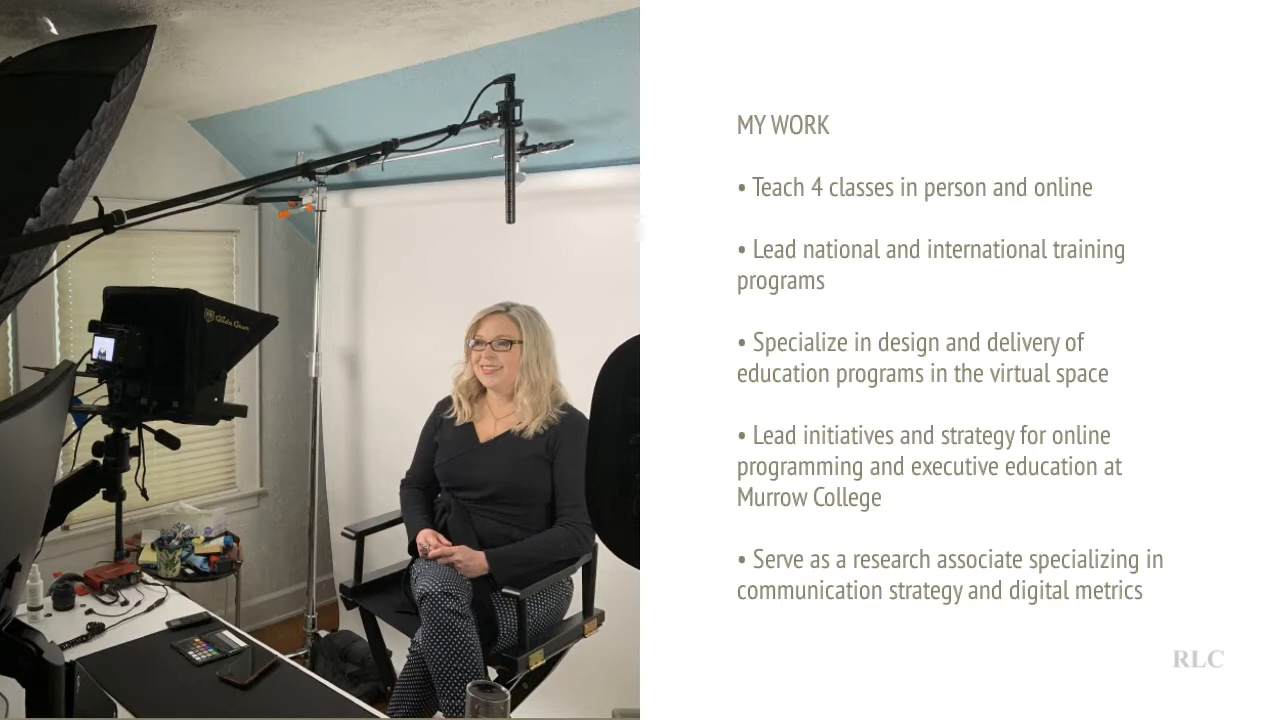 Glide Gear
MY WORK
• Teach 4 classes in person and online
• Lead national and international training
programs
• Specialize in design and delivery of
education programs in the virtual space
• Lead initiatives and strategy for online
programming and executive education at
Murrow College
• Serve as a research associate specializing in
communication strategy and digital metrics
RLC